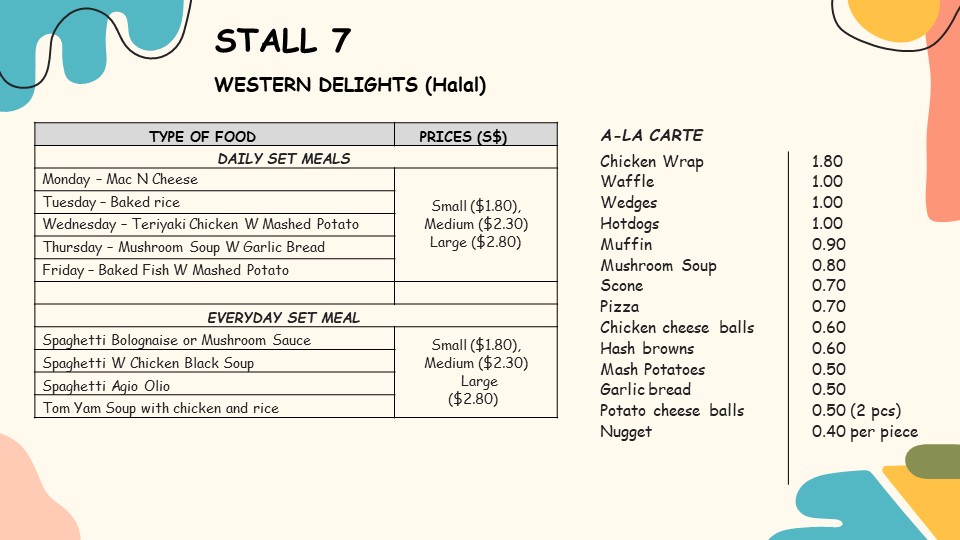 STALL 7
WESTERN DELIGHTS (Halal)
TYPE OF FOOD PRICES (S$)
DAILY SET MEALS
Monday – Mac N Cheese
Tuesday – Baked rice
Wednesday – Teriyaki Chicken W Mashed Potato
Thursday – Mushroom Soup W Garlic Bread
Friday – Baked Fish W Mashed Potato
Small ($1.80),
Medium ($2.30)
Large ($2.80)
EVERYDAY SET MEAL
Spaghetti Bolognaise or Mushroom Sauce
Spaghetti W Chicken Black Soup
Spaghetti Agio Olio
Tom Yam Soup with chicken and rice
Small ($1.80),
Medium ($2.30)
Large
($2.80)
A-LA CARTE
Chicken Wrap 1.80
Waffle 1.00
Wedges 1.00
Hotdogs 1.00
Muffin 0.90
Mushroom Soup 0.80
Scone 0.70
Pizza 0.70
Chicken cheese balls 0.60
Hash browns 0.60
Mash Potatoes 0.50
Garlic bread 0.50
Potato cheese balls 0.50 (2 pcs)
Nugget 0.40 per piece